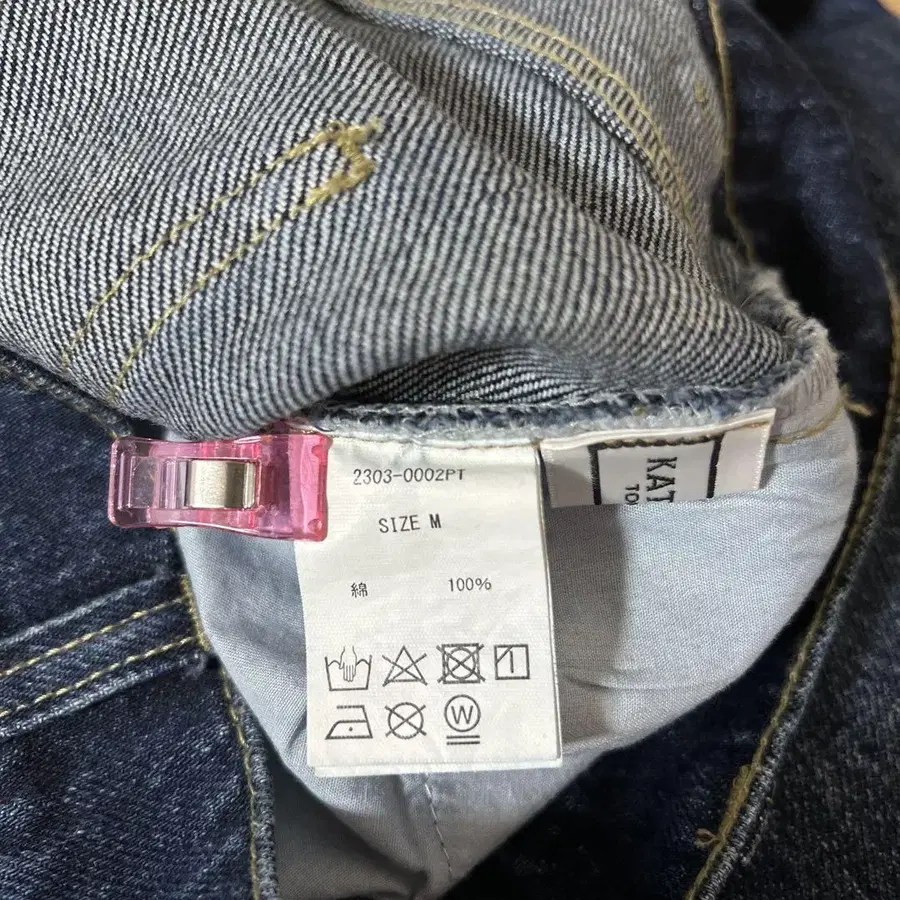 2303-0002PT
SIZE M
綿 100%
W
KAT
TO